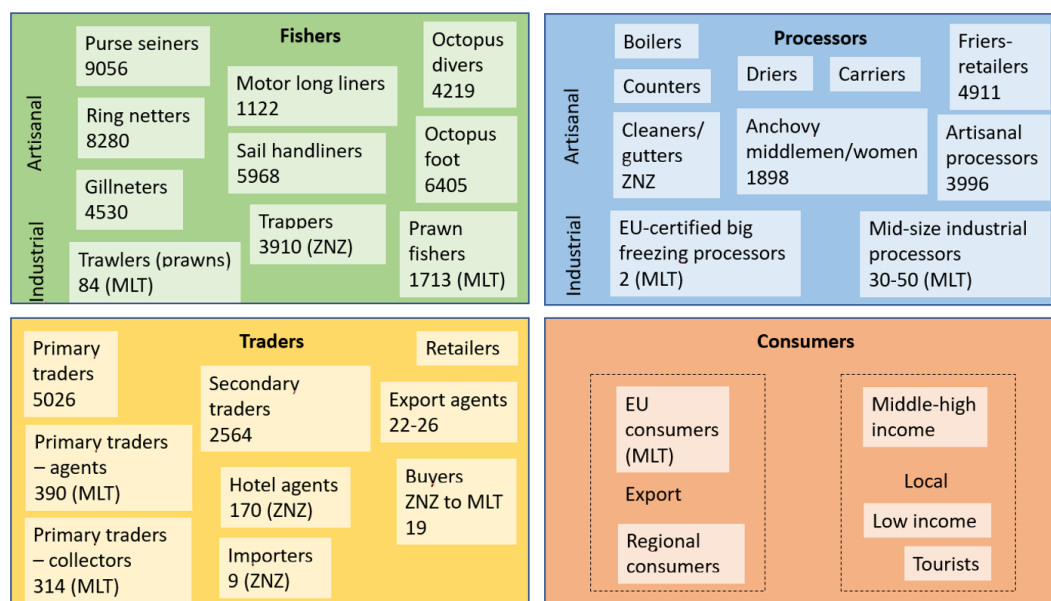 Fishers
Artisanal
Industrial
Purse seiners
9056
Ring netters
8280
Gillneters
4530
Trawlers (prawns)
84 (MLT)
Motor long liners
1122
Sail handliners
5968
Trappers
3910 (ZNZ)
Octopus
divers
4219
Octopus
foot
6405
Prawn
fishers
1713 (MLT)
Processors
Artisanal
Industrial
Boilers
Counters
Cleaners/
gutters
ZNZ
Driers
Carriers
Anchovy
middlemen/women
1898
Friers-
retailers
4911
Artisanal
processors
3996
EU-certified big
freezing processors
2 (MLT)
Mid-size industrial
processors
30-50 (MLT)
Traders
Primary
traders
5026
Primary traders
– agents
390 (MLT)
Primary traders
– collectors
314 (MLT)
Secondary
traders
2564
Hotel agents
170 (ZNZ)
Importers
9 (ZNZ)
Retailers
Export agents
22-26
Buyers
ZNZ to MLT
19
Consumers
EU
consumers
(MLT)
Export
Regional
consumers
Middle-high
income
Local
Low income
Tourists